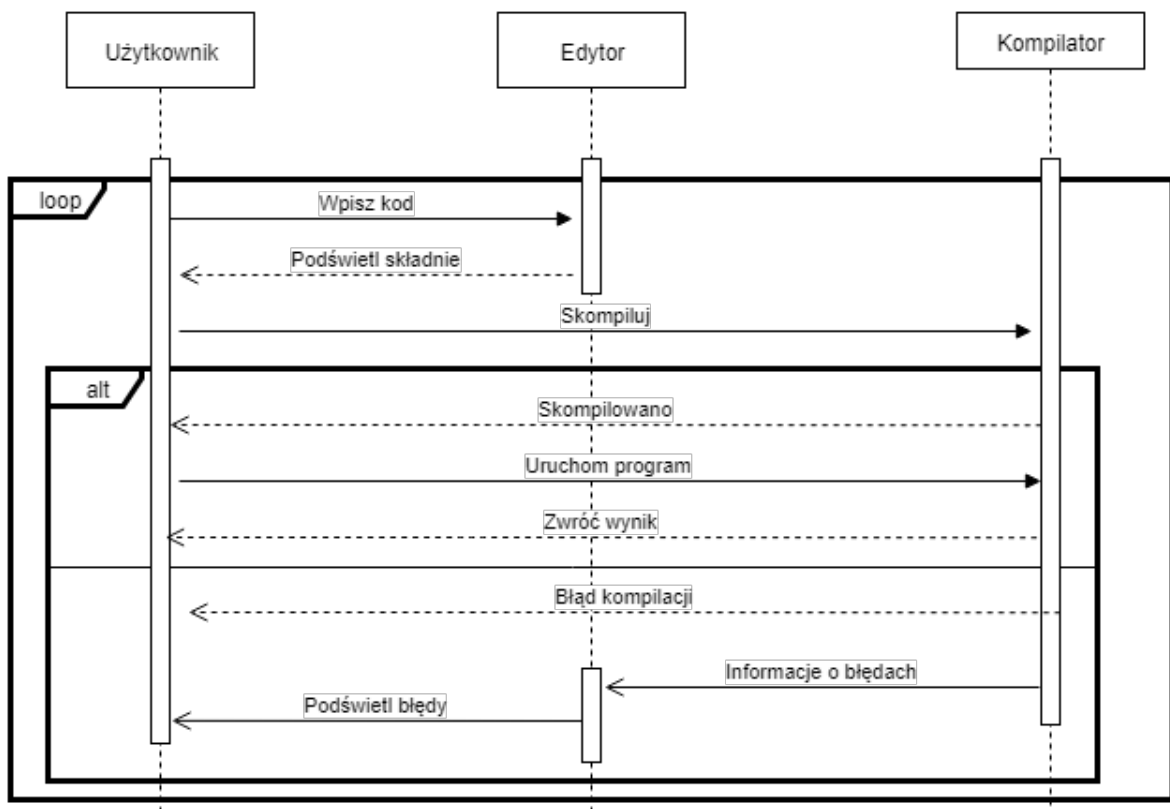 Użytkownik
Edytor
Kompilator
loop
Wpisz kod
Podświetl składnie
Skompiluj
alt
Skompilowano
Uruchom program
Zwróć wynik
Błąd kompilacji
Informacje o błędach
Podświetl błędy